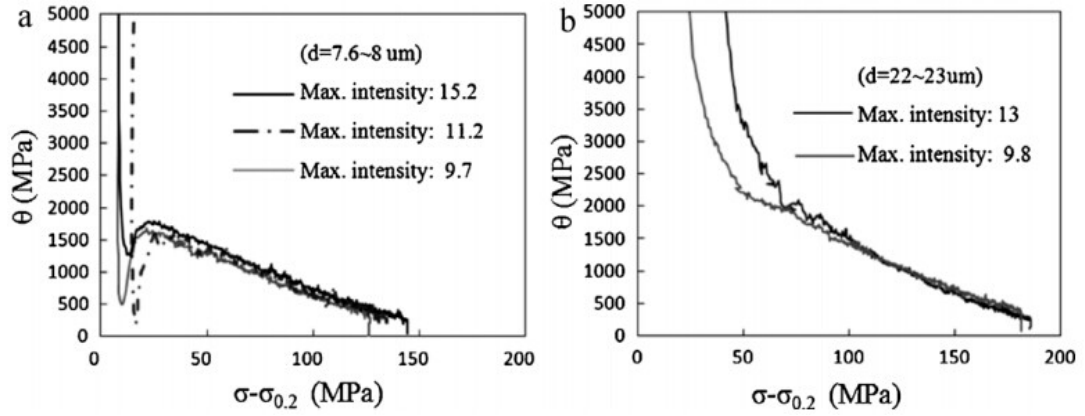 a
5000
4500
4000
3500
3000
2500
2000
1500
1000
500
0
θ (MPa)
(d=7.6~8 um)
Max. intensity: 15.2
Max. intensity: 11.2
Max. intensity: 9.7
0 50 100 150 200
σ-σ0.2 (MPa)
b
5000
4500
4000
3500
3000
2500
2000
1500
1000
500
0
θ (MPa)
(d=22~23um)
Max. intensity: 13
Max. intensity: 9.8
0 50 100 150 200
σ-σ0.2 (MPa)